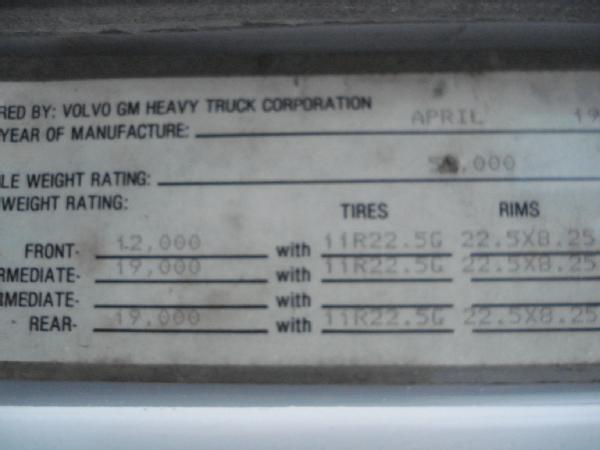 RED BY: VOLVO GM HEAVY TRUCK CORPORATION
YEAR OF MANUFACTURE: APRIL 19
LE WEIGHT RATING: ,000
WEIGHT RATING:
TIRES RIMS
FRONT- 12,000 with 11R22.5G 22.5X8.25
RMEDIATE- 19,000 with 11R22.5G 22.5X8.25
RMEDIATE- with
REAR- 19,000 with 11R22.5G 22.5X8.25